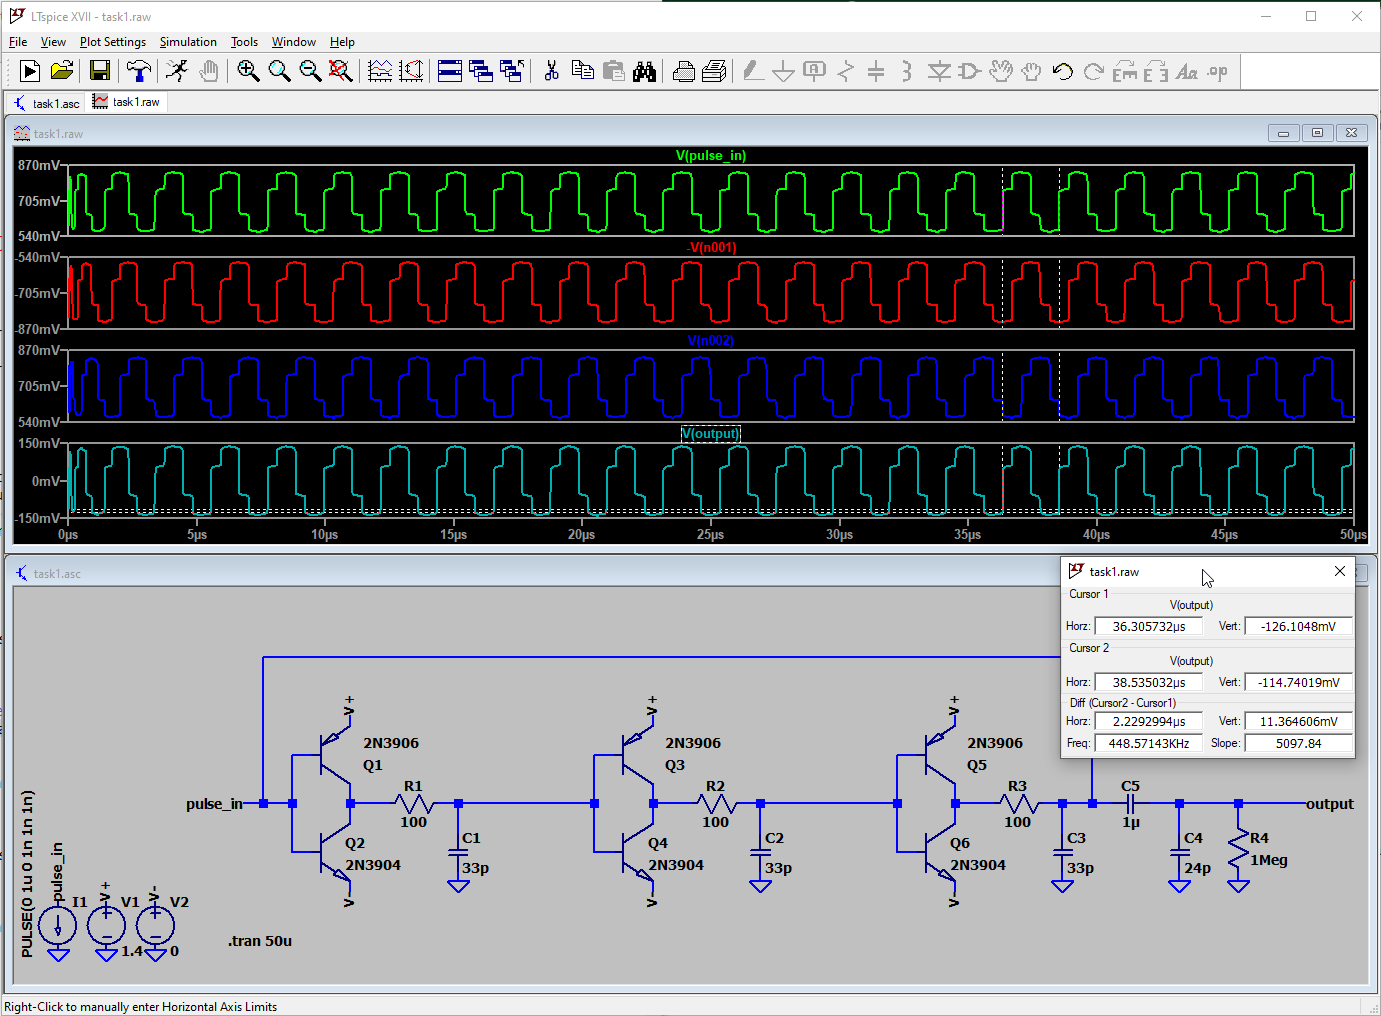 LTspice XVII - task1.raw
File View Plot Settings Simulation Tools Window Help
task1.asc task1.raw
task1.raw
V(pulse_in)
870mV
705mV
540mV
-V(n001)
-540mV
-705mV
-870mV
V(n002)
870mV
705mV
540mV
V(output)
150mV
0mV
-150mV
0µs 5µs 10µs 15µs 20µs 25µs 30µs 35µs 40µs 45µs 50µs
task1.asc
task1.raw
Cursor 1
V(output)
Horz: 36.305732µs Vert: -126.1048mV
Cursor 2
V(output)
Horz: 38.535032µs Vert: -114.74019mV
Diff (Cursor2 - Cursor1)
Horz: 2.2292994µs Vert: 11.364606mV
Freq: 448.57143KHz Slope: 5097.84
V+ V+ V+
2N3906 2N3906 2N3906
Q1 Q3 Q5
pulse_in R1 R2 R3 C5 output
100 100 100 1µ
Q2 C1 Q4 C2 Q6 C3 C4 R4
2N3904 33p 2N3904 33p 2N3904 33p 24p 1Meg
V- V- V-
PULSE(0 1u 0 1n 1n 1n)
pulse_in V+ V-
I1 V1 V2
1.4 0
.tran 50u
Right-Click to manually enter Horizontal Axis Limits